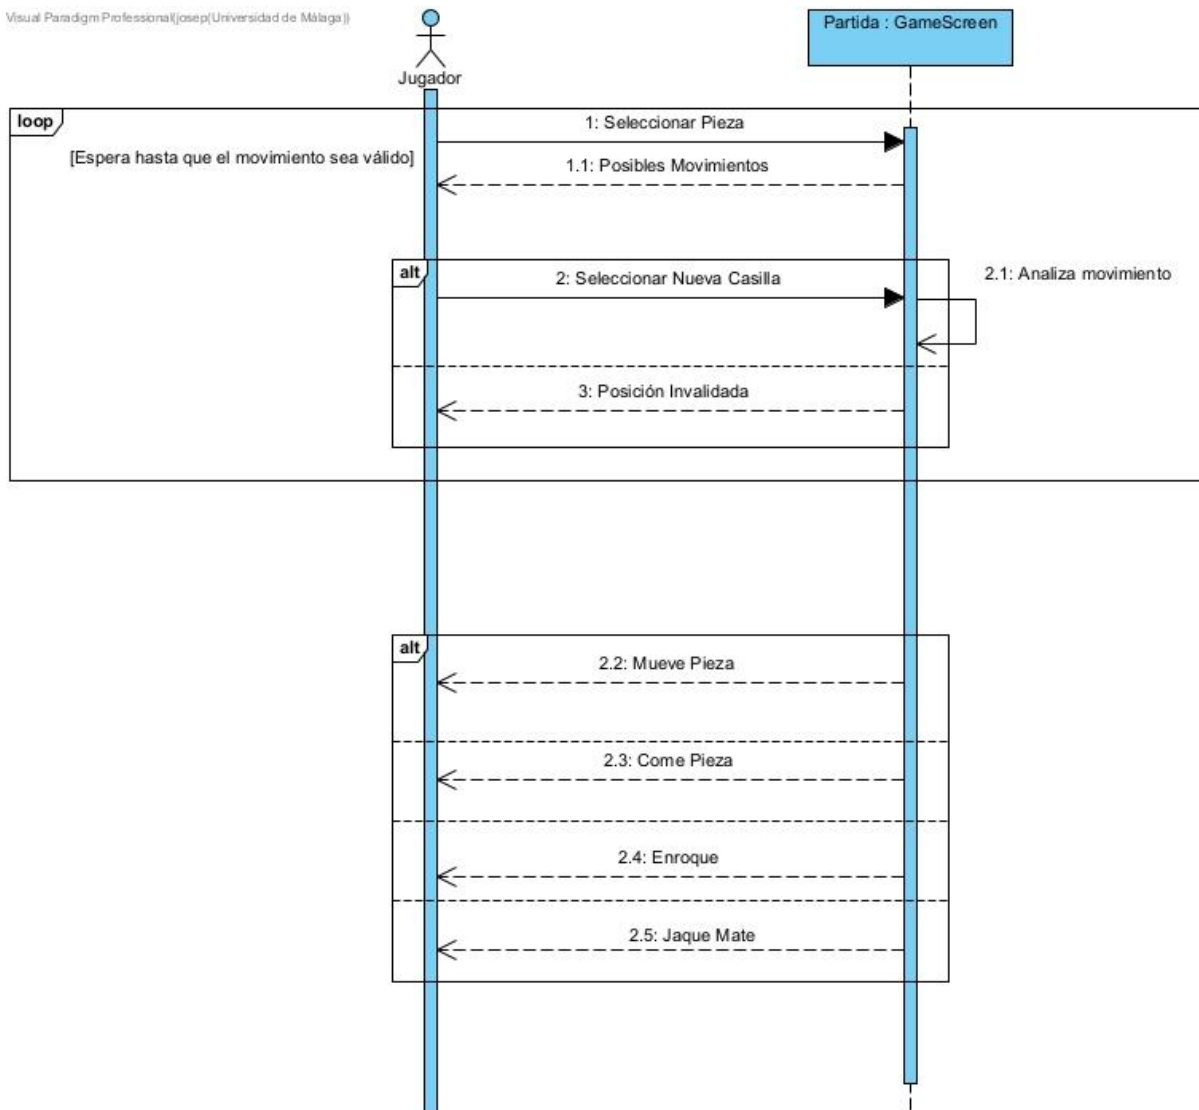 Visual Paradigm Professional(josep(Universidad de Málaga))
Jugador
Partida : GameScreen
loop
[Espera hasta que el movimiento sea válido]
1: Seleccionar Pieza
1.1: Posibles Movimientos
alt
2: Seleccionar Nueva Casilla
2.1: Analiza movimiento
3: Posición Invalidada
alt
2.2: Mueve Pieza
2.3: Come Pieza
2.4: Enroque
2.5: Jaque Mate